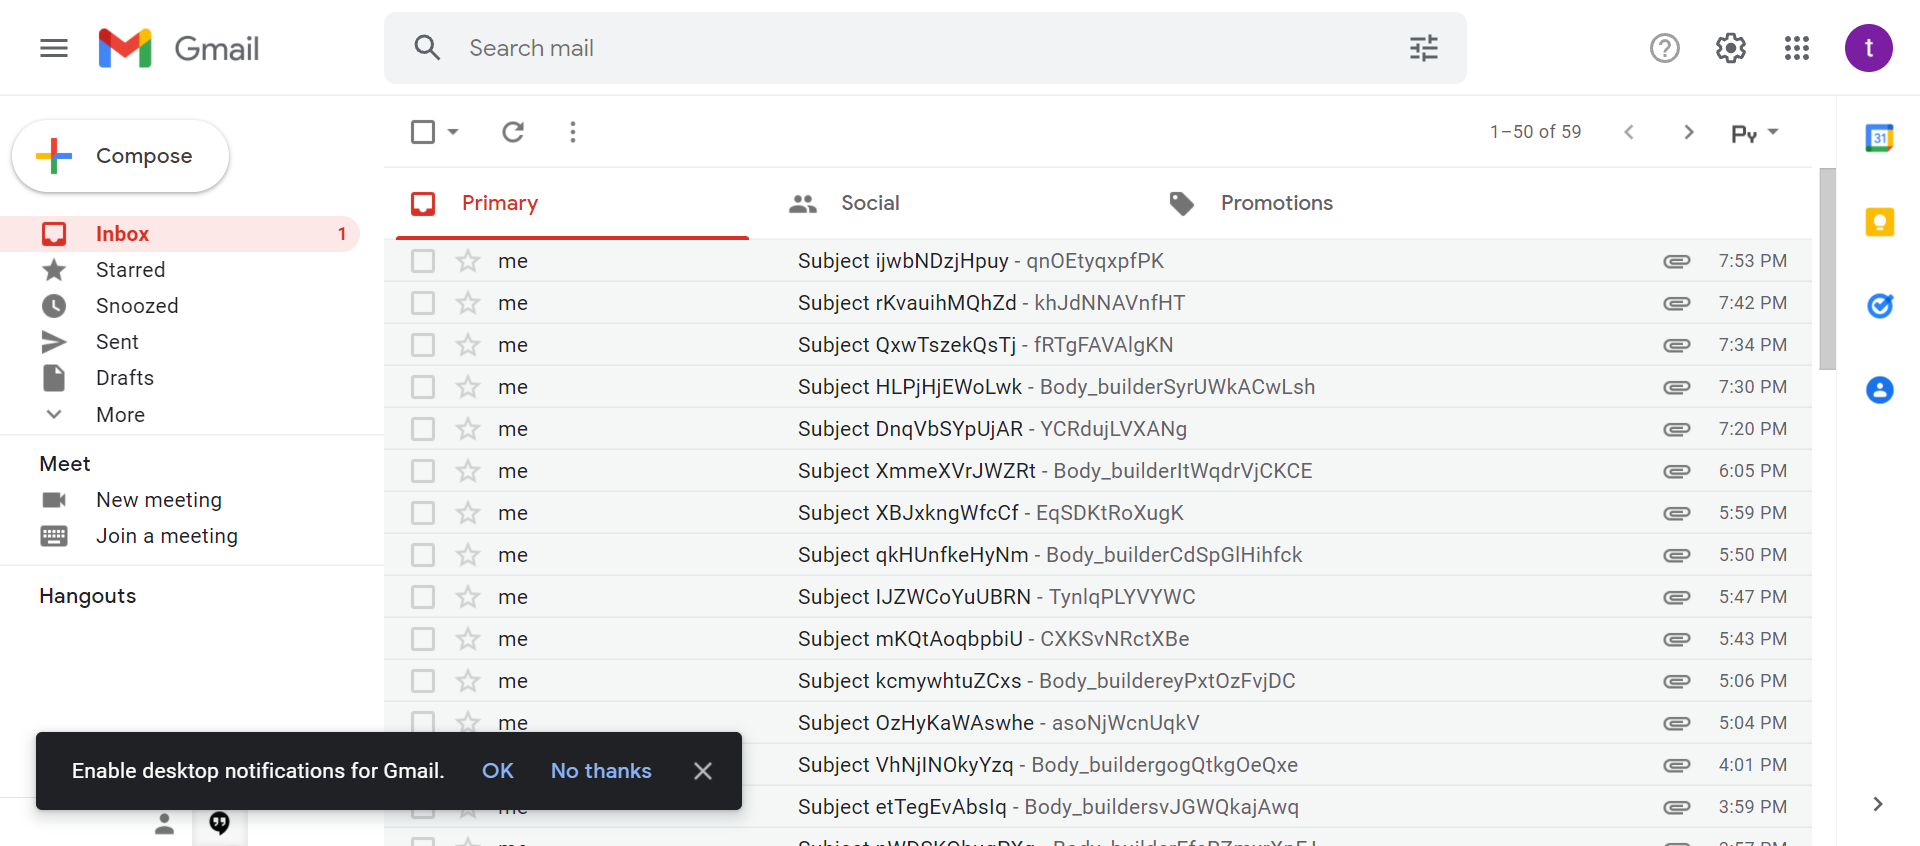 Gmail
Search mail
t
Compose
1–50 of 59
Py
31
Primary
Social
Promotions
Inbox 1
Starred
Snoozed
Sent
Drafts
More
Meet
New meeting
Join a meeting
Hangouts
me Subject ijwbNDzjHpuy - qnOEtyqxpfPK 7:53 PM
me Subject rKvauihMQhZd - khJdNNAVnfHT 7:42 PM
me Subject QxwTszekQsTj - fRTgFAVAlgKN 7:34 PM
me Subject HLPjHjEWoLwk - Body_builderSyrUWkACwLsh 7:30 PM
me Subject DnqVbSYpUjAR - YCRdujLVXANg 7:20 PM
me Subject XmmeXVrJWZRt - Body_builderItWqdrVjCKCE 6:05 PM
me Subject XBJxkngWfcCf - EqSDKtRoXugK 5:59 PM
me Subject qkHUnfkeHyNm - Body_builderCdSpGlHihfck 5:50 PM
me Subject IJZWCoYuUBRN - TynlqPLYVYWC 5:47 PM
me Subject mKQtAoqbpbiU - CXKSvNRctXBe 5:43 PM
me Subject kcmywhtuZCxs - Body_buildereyPxtOzFvjDC 5:06 PM
me Subject OzHyKaWAswhe - asoNjWcnUqkV 5:04 PM
Subject VhNjINOkyYzq - Body_buildergogQtkgOeQxe 4:01 PM
me Subject etTegEvAbsIq - Body_buildersvJGWQkajAwq 3:59 PM
Enable desktop notifications for Gmail. OK No thanks